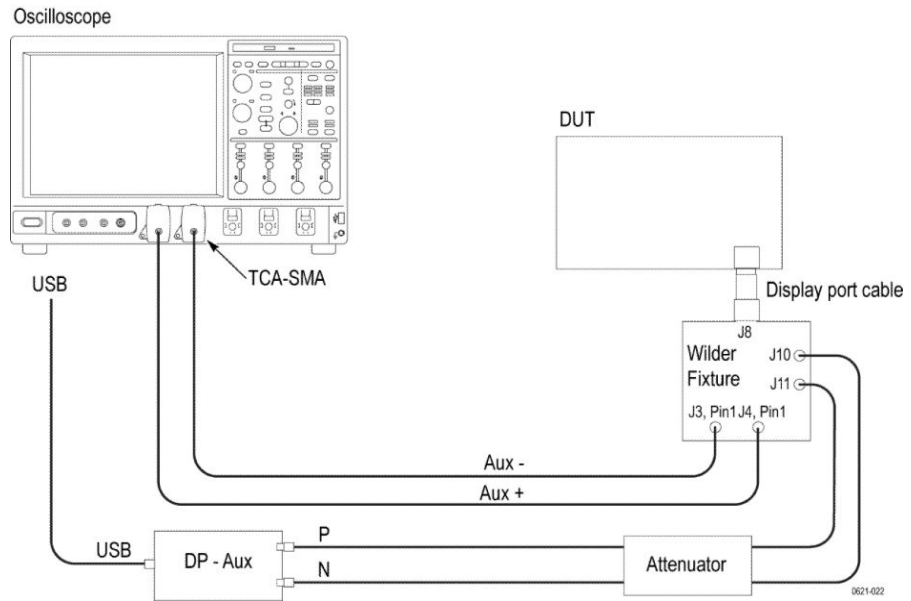 Oscilloscope
DUT
USB
TCA-SMA
Display port cable
J8
Wilder
Fixture
J10
J11
J3, Pin1 J4, Pin1
Aux -
Aux +
USB
DP - Aux
P
N
Attenuator
0621-022